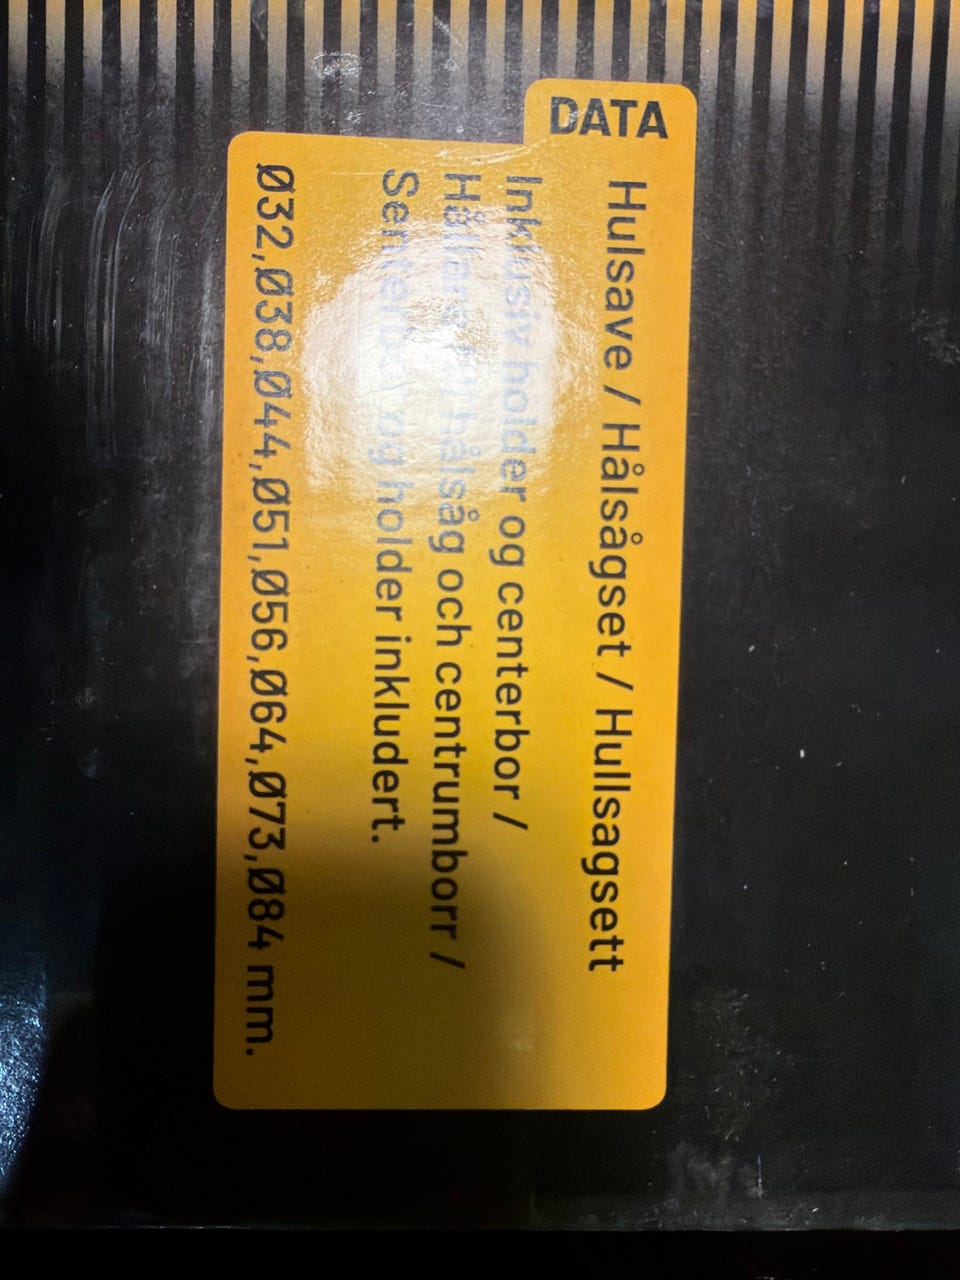 DATA
Hulsave / Hålsågset / Hullsagsett
Inklusiv holder og centerbor /
hålsåg och centrumborr /
og holder inkludert.
Ø32,Ø38,Ø44,Ø51,Ø56,Ø64,Ø73,Ø84 mm.